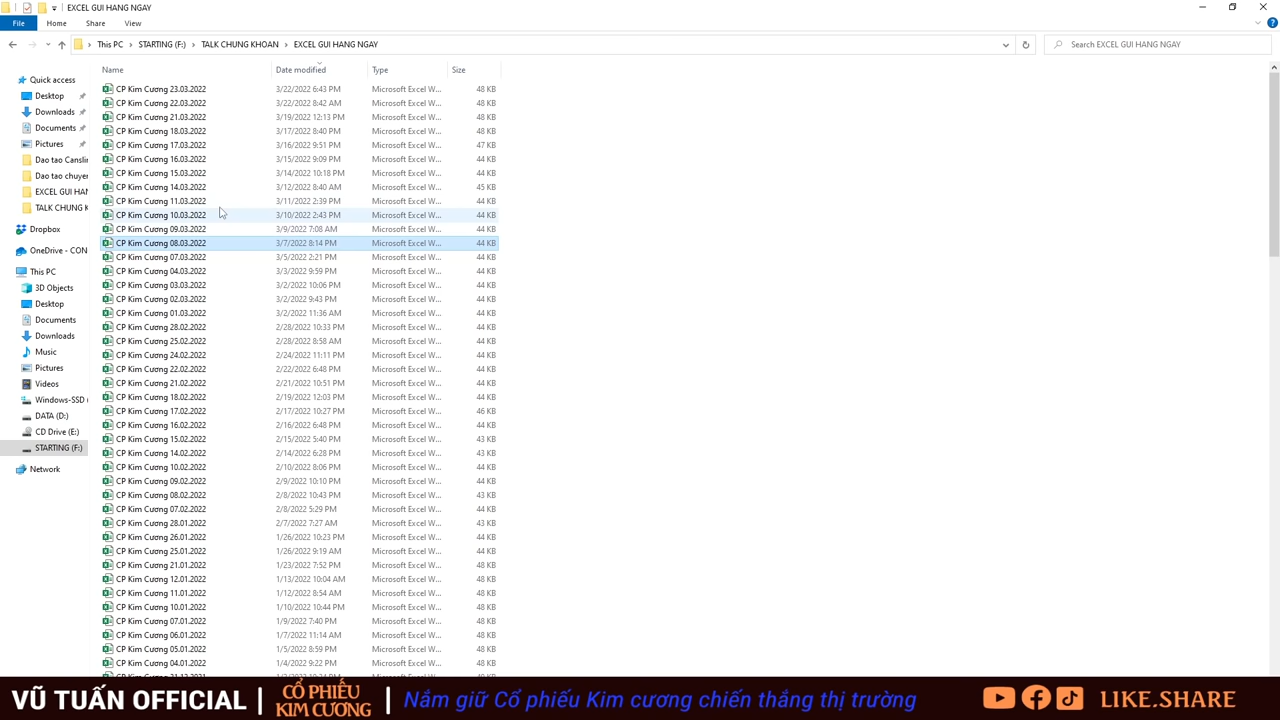 EXCEL GUI HANG NGAY
File Home Share View
This PC STARTING (F:) TALK CHUNG KHOAN EXCEL GUI HANG NGAY Search EXCEL GUI HANG NGAY
Name Date modified Type Size
Quick access
Desktop
Downloads
Documents
Pictures
Dao tao Canslin
Dao tao chuyer
EXCEL GUI HAN
TALK CHUNG K
Dropbox
OneDrive - CON
This PC
3D Objects
Desktop
Documents
Downloads
Music
Pictures
Videos
Windows-SSD (
DATA (D:)
CD Drive (E:)
STARTING (F:)
Network
CP Kim Cương 23.03.2022 3/22/2022 6:43 PM Microsoft Excel W... 48 KB
CP Kim Cương 22.03.2022 3/22/2022 8:42 AM Microsoft Excel W... 48 KB
CP Kim Cương 21.03.2022 3/19/2022 12:13 PM Microsoft Excel W... 48 KB
CP Kim Cương 18.03.2022 3/17/2022 8:40 PM Microsoft Excel W... 48 KB
CP Kim Cương 17.03.2022 3/16/2022 9:51 PM Microsoft Excel W... 47 KB
CP Kim Cương 16.03.2022 3/15/2022 9:09 PM Microsoft Excel W... 44 KB
CP Kim Cương 15.03.2022 3/14/2022 10:18 PM Microsoft Excel W... 44 KB
CP Kim Cương 14.03.2022 3/12/2022 8:40 AM Microsoft Excel W... 45 KB
CP Kim Cương 11.03.2022 3/11/2022 2:39 PM Microsoft Excel W... 44 KB
CP Kim Cương 10.03.2022 3/10/2022 2:43 PM Microsoft Excel W... 44 KB
CP Kim Cương 09.03.2022 3/9/2022 7:08 AM Microsoft Excel W... 44 KB
CP Kim Cương 08.03.2022 3/7/2022 8:14 PM Microsoft Excel W... 44 KB
CP Kim Cương 07.03.2022 3/5/2022 2:21 PM Microsoft Excel W... 44 KB
CP Kim Cương 04.03.2022 3/3/2022 9:59 PM Microsoft Excel W... 44 KB
CP Kim Cương 03.03.2022 3/2/2022 10:06 PM Microsoft Excel W... 44 KB
CP Kim Cương 02.03.2022 3/2/2022 9:43 PM Microsoft Excel W... 44 KB
CP Kim Cương 01.03.2022 3/2/2022 11:36 AM Microsoft Excel W... 44 KB
CP Kim Cương 28.02.2022 2/28/2022 10:33 PM Microsoft Excel W... 44 KB
CP Kim Cương 25.02.2022 2/28/2022 8:58 AM Microsoft Excel W... 44 KB
CP Kim Cương 24.02.2022 2/24/2022 11:11 PM Microsoft Excel W... 44 KB
CP Kim Cương 22.02.2022 2/22/2022 6:48 PM Microsoft Excel W... 44 KB
CP Kim Cương 21.02.2022 2/21/2022 10:51 PM Microsoft Excel W... 44 KB
CP Kim Cương 18.02.2022 2/19/2022 12:03 PM Microsoft Excel W... 44 KB
CP Kim Cương 17.02.2022 2/17/2022 10:27 PM Microsoft Excel W... 46 KB
CP Kim Cương 16.02.2022 2/16/2022 6:48 PM Microsoft Excel W... 44 KB
CP Kim Cương 15.02.2022 2/15/2022 5:40 PM Microsoft Excel W... 43 KB
CP Kim Cương 14.02.2022 2/14/2022 6:28 PM Microsoft Excel W... 43 KB
CP Kim Cương 10.02.2022 2/10/2022 8:06 PM Microsoft Excel W... 44 KB
CP Kim Cương 09.02.2022 2/9/2022 10:10 PM Microsoft Excel W... 44 KB
CP Kim Cương 08.02.2022 2/8/2022 10:43 PM Microsoft Excel W... 43 KB
CP Kim Cương 07.02.2022 2/8/2022 5:29 PM Microsoft Excel W... 44 KB
CP Kim Cương 28.01.2022 2/7/2022 7:27 AM Microsoft Excel W... 43 KB
CP Kim Cương 26.01.2022 1/26/2022 10:23 PM Microsoft Excel W... 44 KB
CP Kim Cương 25.01.2022 1/26/2022 9:19 AM Microsoft Excel W... 44 KB
CP Kim Cương 21.01.2022 1/23/2022 7:52 PM Microsoft Excel W... 48 KB
CP Kim Cương 12.01.2022 1/13/2022 10:04 AM Microsoft Excel W... 48 KB
CP Kim Cương 11.01.2022 1/12/2022 8:54 AM Microsoft Excel W... 48 KB
CP Kim Cương 10.01.2022 1/10/2022 10:44 PM Microsoft Excel W... 48 KB
CP Kim Cương 07.01.2022 1/9/2022 7:40 PM Microsoft Excel W... 48 KB
CP Kim Cương 06.01.2022 1/7/2022 11:14 AM Microsoft Excel W... 48 KB
CP Kim Cương 05.01.2022 1/5/2022 8:59 PM Microsoft Excel W... 48 KB
CP Kim Cương 04.01.2022 1/4/2022 9:22 PM Microsoft Excel W... 48 KB
VŨ TUẤN OFFICIAL | CỔ PHIẾU KIM CƯƠNG | Nắm giữ Cổ phiếu Kim cương chiến thắng thị trường LIKE.SHARE